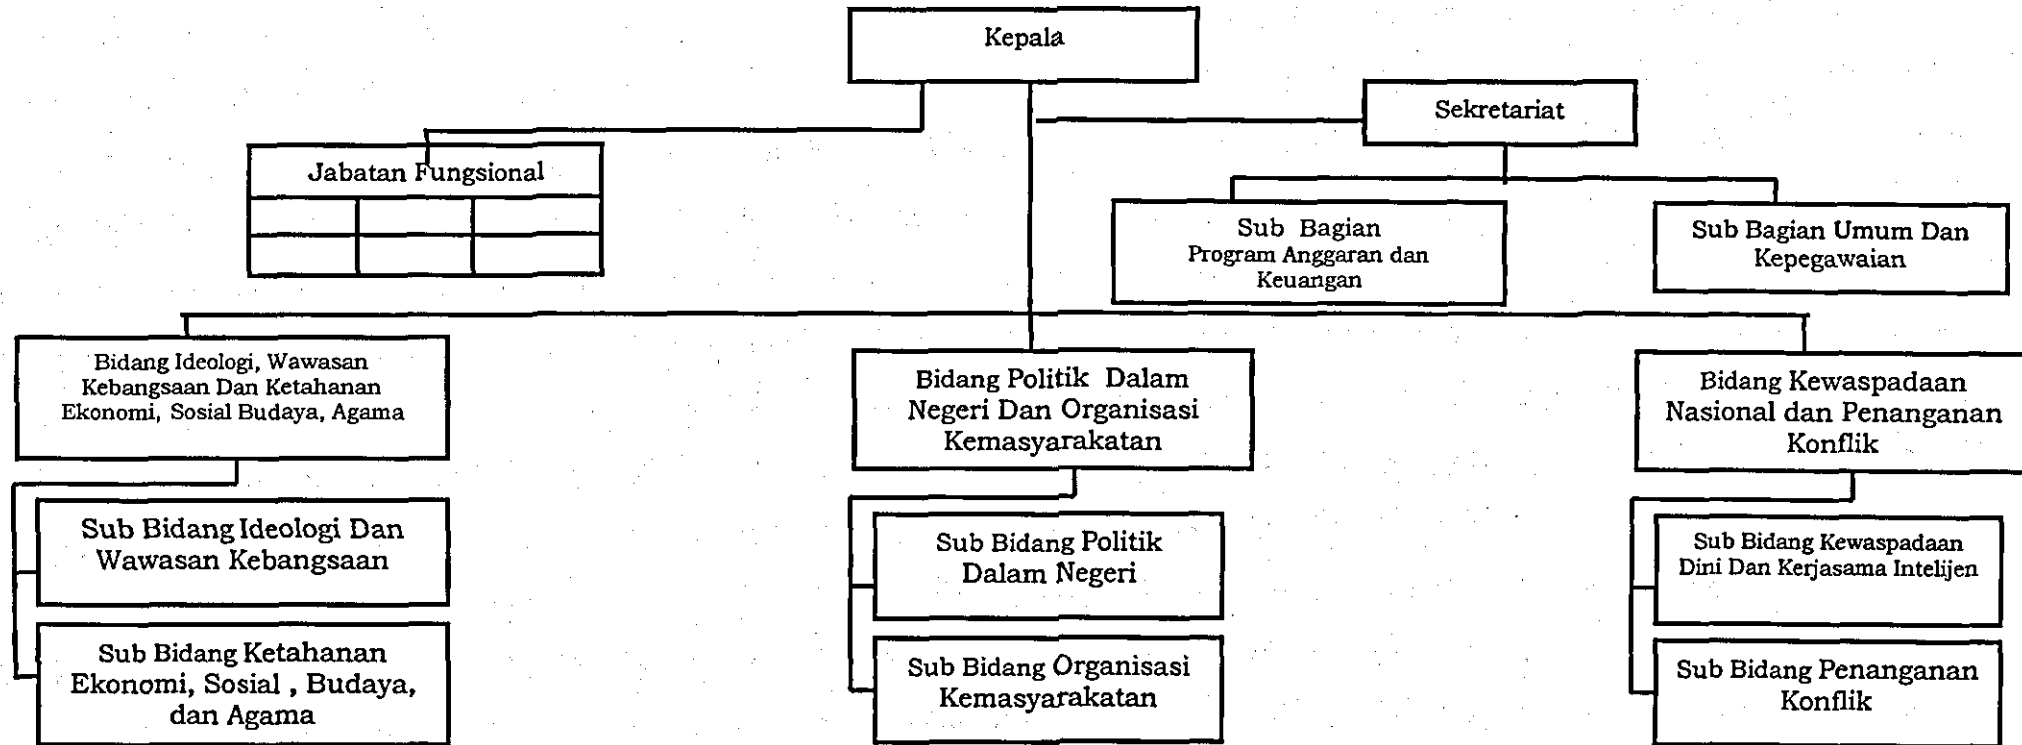 Kepala
Sekretariat
Jabatan Fungsional
Sub Bagian
Program Anggaran dan
Keuangan
Sub Bagian Umum Dan
Kepegawaian
Bidang Ideologi, Wawasan
Kebangsaan Dan Ketahanan
Ekonomi, Sosial Budaya, Agama
Bidang Politik Dalam
Negeri Dan Organisasi
Kemasyarakatan
Bidang Kewaspadaan
Nasional dan Penanganan
Konflik
Sub Bidang Ideologi Dan
Wawasan Kebangsaan
Sub Bidang Politik
Dalam Negeri
Sub Bidang Kewaspadaan
Dini Dan Kerjasama Intelijen
Sub Bidang Ketahanan
Ekonomi, Sosial , Budaya,
dan Agama
Sub Bidang Organisasi
Kemasyarakatan
Sub Bidang Penanganan
Konflik